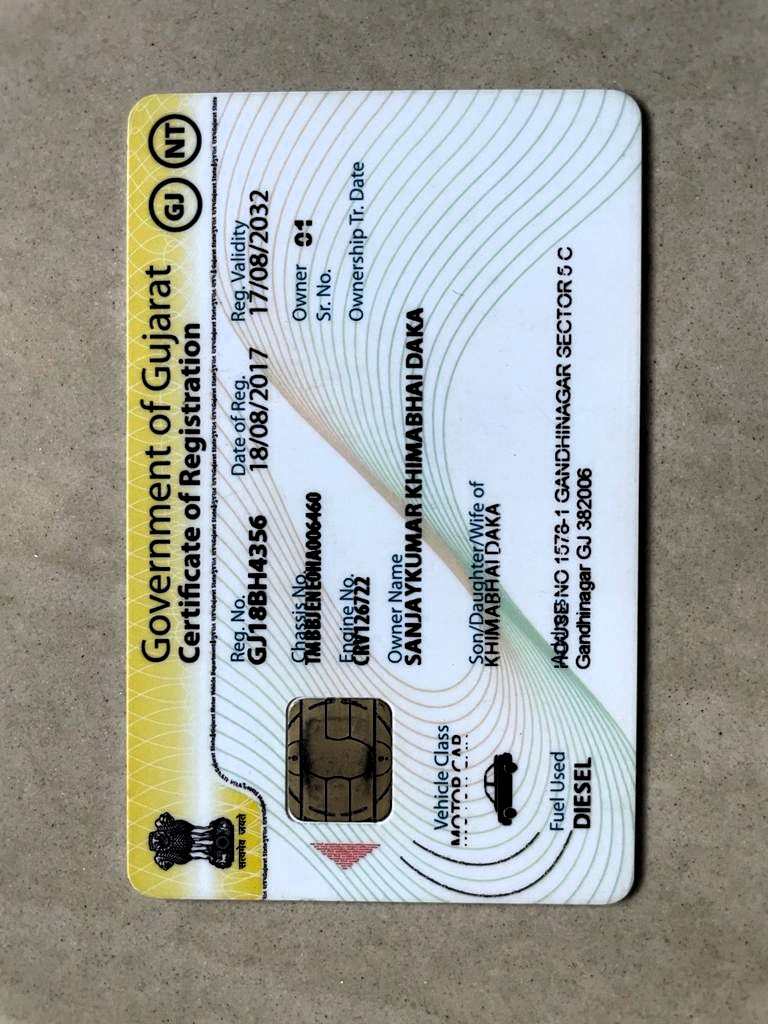 Government of Gujarat
Certificate of Registration
GJ NT
सत्यमेव जयते
Reg. No. Date of Reg. Reg. Validity
GJ18BH4356 18/08/2017 17/08/2032
Chassis No. Owner 01
TMBBJENE0HA006460 Sr. No.
Engine No. Ownership Tr. Date
CRV126722
Owner Name
SANJAYKUMAR KHIMABHAI DAKA
Vehicle Class
MOTOR CAR
Son/Daughter/Wife of
KHIMABHAI DAKA
Fuel Used Address
DIESEL HOUSE NO 1578-1 GANDHINAGAR SECTOR 5 C
Gandhinagar GJ 382006